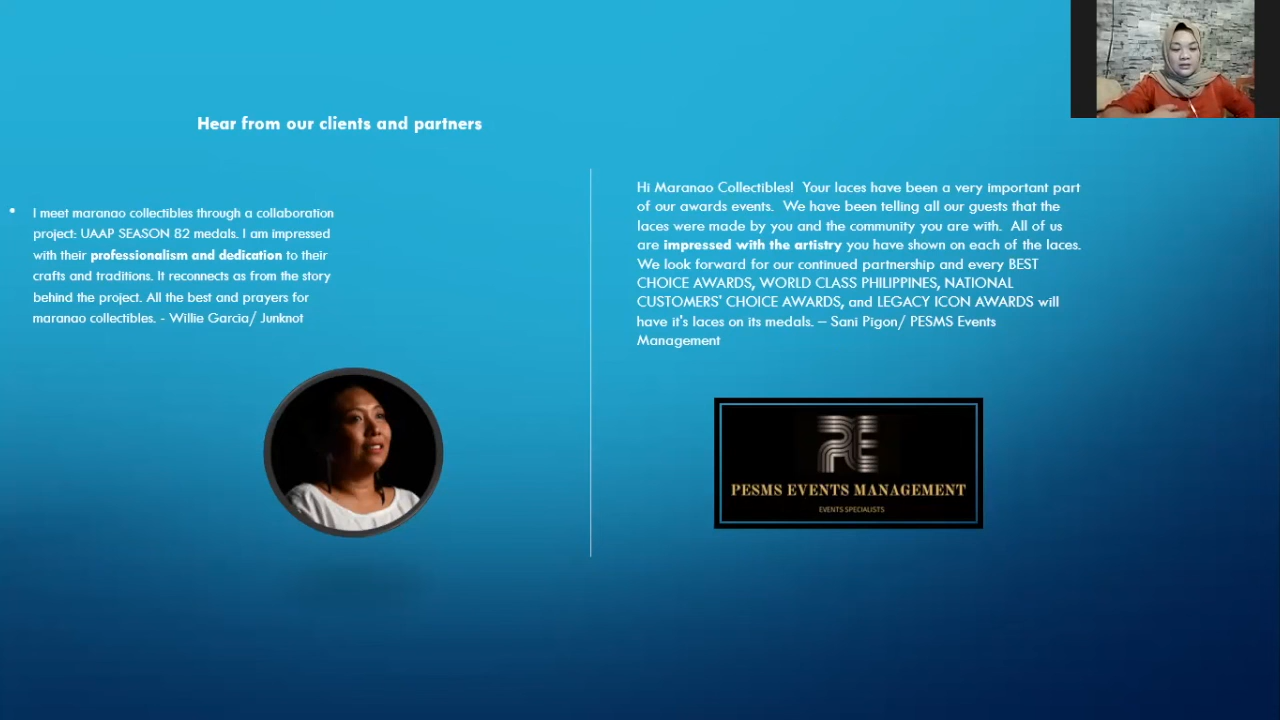 Hear from our clients and partners
• I meet maranao collectibles through a collaboration
project: UAAP SEASON 82 medals. I am impressed
with their professionalism and dedication to their
crafts and traditions. It reconnects as from the story
behind the project. All the best and prayers for
maranao collectibles. - Willie Garcia/ Junknot
Hi Maranao Collectibles!  Your laces have been a very important part
of our awards events.  We have been telling all our guests that the
laces were made by you and the community you are with.  All of us
are impressed with the artistry you have shown on each of the laces.
We look forward for our continued partnership and every BEST
CHOICE AWARDS, WORLD CLASS PHILIPPINES, NATIONAL
CUSTOMERS' CHOICE AWARDS, and LEGACY ICON AWARDS will
have it's laces on its medals. – Sani Pigon/ PESMS Events
Management
PE
PESMS EVENTS MANAGEMENT
EVENTS SPECIALISTS